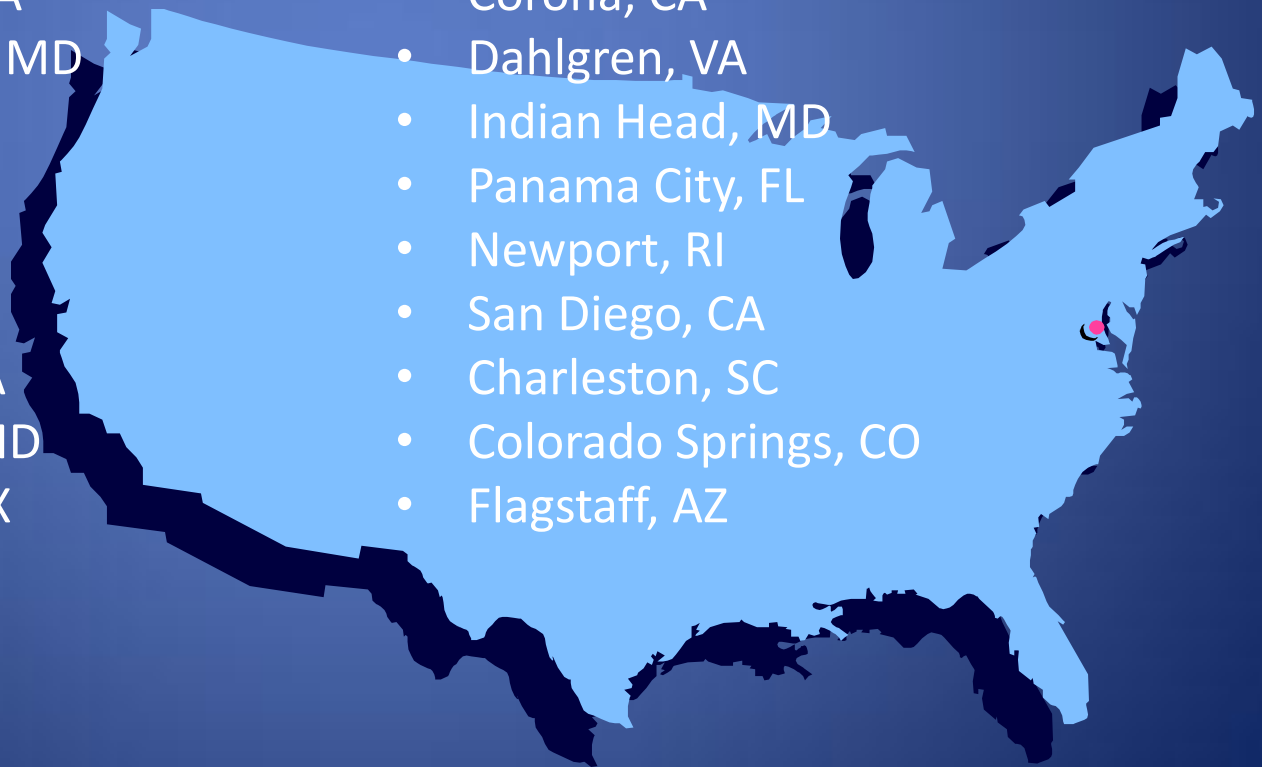 MD
• Dahlgren, VA
• Indian Head, MD
• Panama City, FL
• Newport, RI
• San Diego, CA
• Charleston, SC
• Colorado Springs, CO
• Flagstaff, AZ